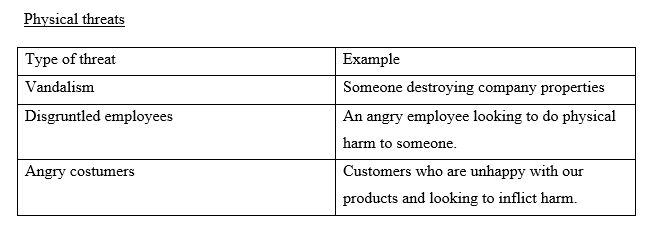 Physical threats
Type of threat
Example
Vandalism
Someone destroying company properties
Disgruntled employees
An angry employee looking to do physical
harm to someone.
Angry costumers
Customers who are unhappy with our
products and looking to inflict harm.